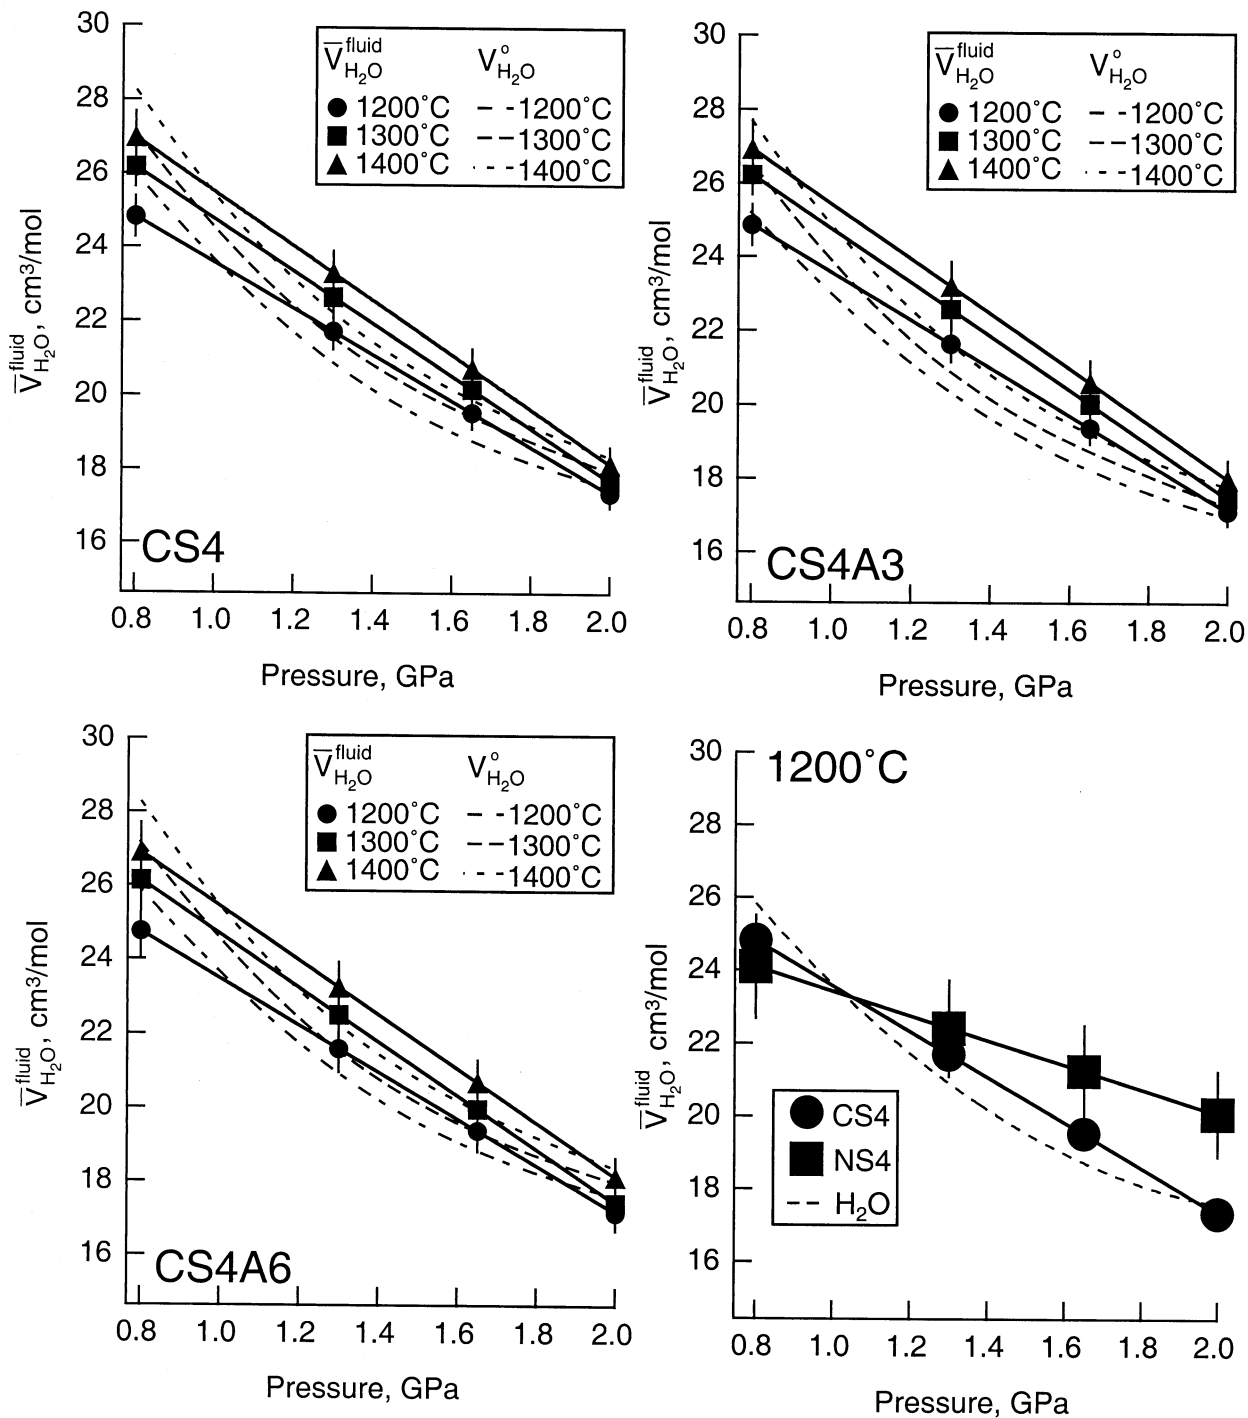 30
28
26
24
22
20
18
16
V̅ fluid H₂O, cm³/mol
V̅ fluid H₂O V° H₂O
● 1200°C – - -1200°C
■ 1300°C – – –1300°C
▲ 1400°C · - - -1400°C
CS4
0.8 1.0 1.2 1.4 1.6 1.8 2.0
Pressure, GPa
30
28
26
24
22
20
18
16
V̅ fluid H₂O, cm³/mol
V̅ fluid H₂O V° H₂O
● 1200°C – - -1200°C
■ 1300°C – – –1300°C
▲ 1400°C · - - -1400°C
CS4A3
0.8 1.0 1.2 1.4 1.6 1.8 2.0
Pressure, GPa
30
28
26
24
22
20
18
16
V̅ fluid H₂O, cm³/mol
V̅ fluid H₂O V° H₂O
● 1200°C – - -1200°C
■ 1300°C – – –1300°C
▲ 1400°C · - - -1400°C
CS4A6
0.8 1.0 1.2 1.4 1.6 1.8 2.0
Pressure, GPa
30
28
26
24
22
20
18
16
V̅ fluid H₂O, cm³/mol
1200°C
CS4
NS4
H₂O
0.8 1.0 1.2 1.4 1.6 1.8 2.0
Pressure, GPa